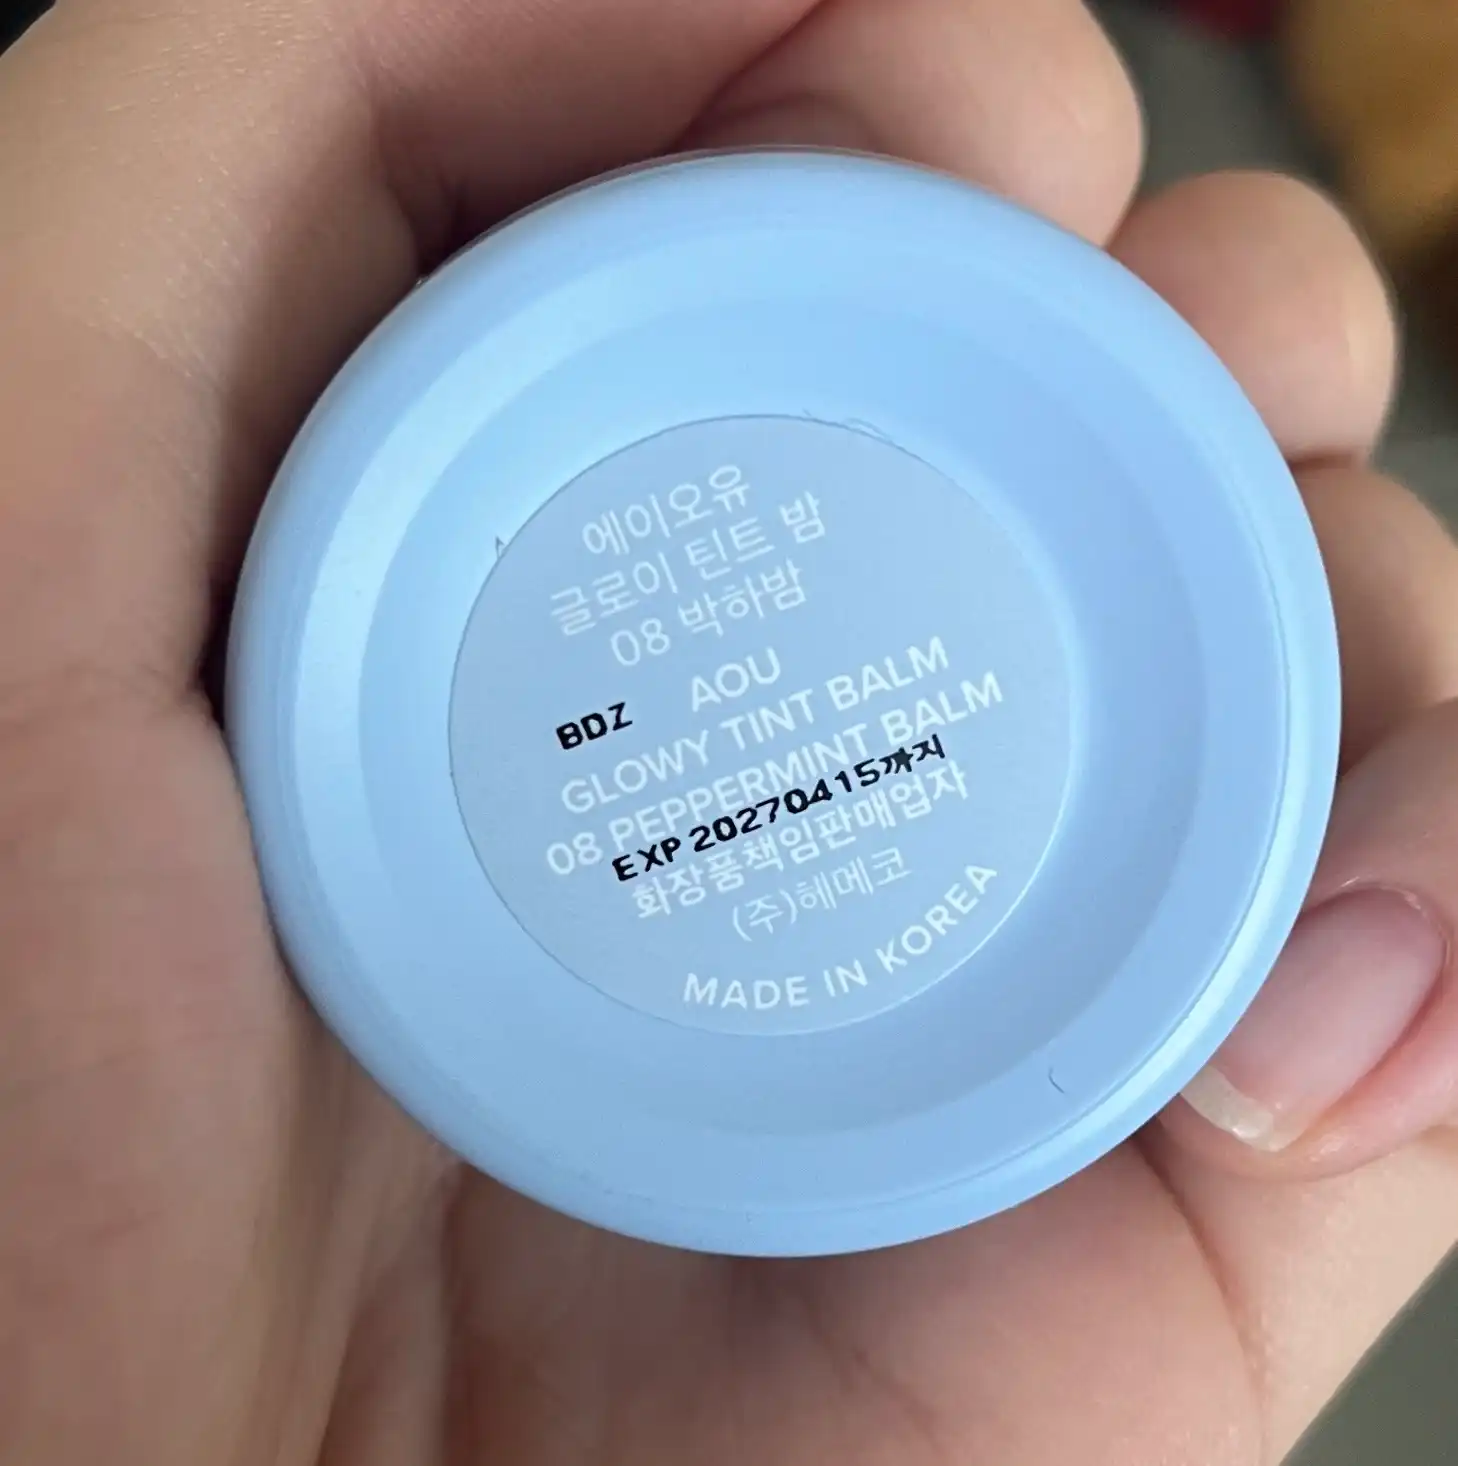 에이오유
글로이 틴트 밤
08 박하밤
AOU
BDZ
GLOWY TINT BALM
08 PEPPERMINT BALM
EXP 20270415까지
화장품책임판매업자
(주)헤메코
MADE IN KOREA